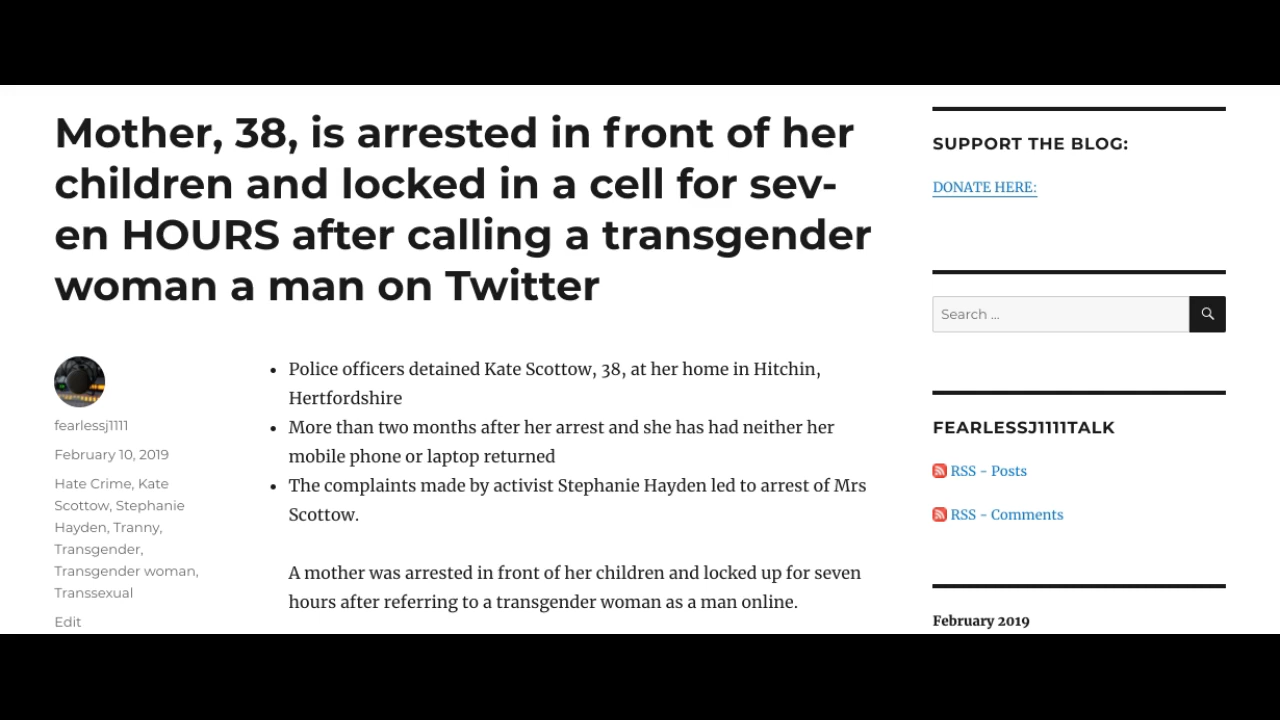 Mother, 38, is arrested in front of her
children and locked in a cell for sev-
en HOURS after calling a transgender
woman a man on Twitter
fearlessj1111
February 10, 2019
Hate Crime, Kate
Scottow, Stephanie
Hayden, Tranny,
Transgender,
Transgender woman,
Transsexual
Edit
• Police officers detained Kate Scottow, 38, at her home in Hitchin,
Hertfordshire
• More than two months after her arrest and she has had neither her
mobile phone or laptop returned
• The complaints made by activist Stephanie Hayden led to arrest of Mrs
Scottow.
A mother was arrested in front of her children and locked up for seven
hours after referring to a transgender woman as a man online.
SUPPORT THE BLOG:
DONATE HERE:
Search ...
FEARLESSJ1111TALK
RSS - Posts
RSS - Comments
February 2019